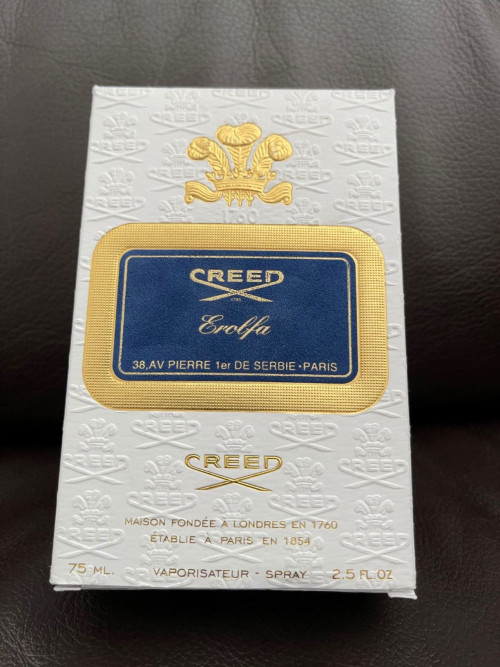 CREED
1760
Erolfa
38,AV PIERRE 1er DE SERBIE·PARIS
CREED
MAISON FONDÉE À LONDRES EN 1760
ÉTABLIE À PARIS EN 1854
75 ML. VAPORISATEUR - SPRAY 2.5 FL.OZ